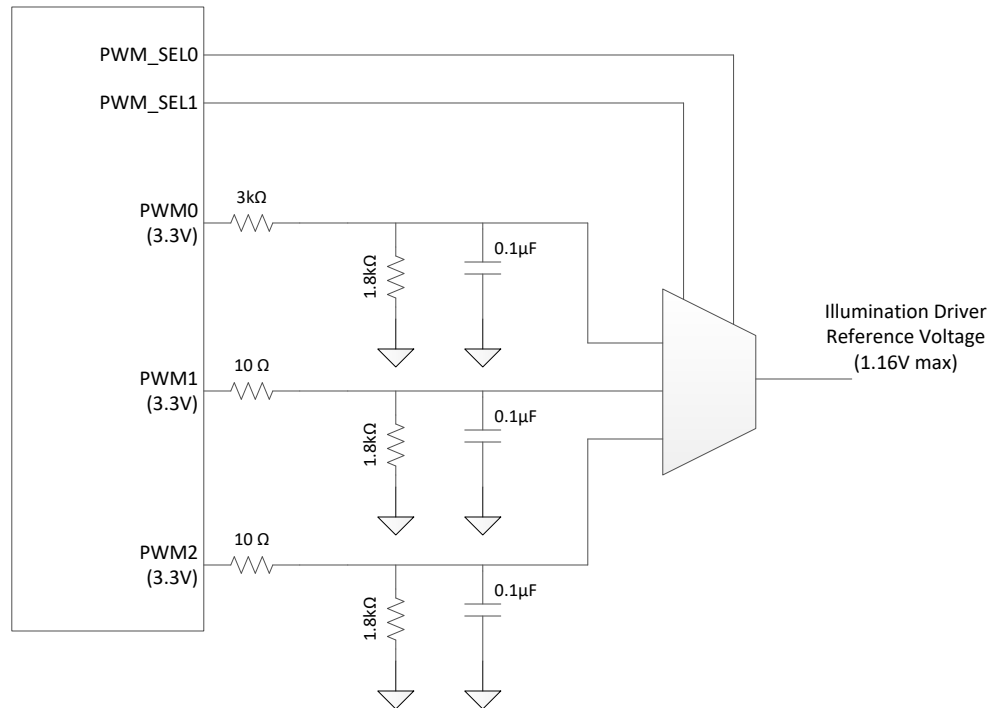 PWM_SEL0
PWM_SEL1
3kΩ
PWM0
(3.3V)
0.1µF
1.8kΩ
Illumination Driver
Reference Voltage
(1.16V max)
10 Ω
PWM1
(3.3V)
0.1µF
1.8kΩ
10 Ω
PWM2
(3.3V)
0.1µF
1.8kΩ